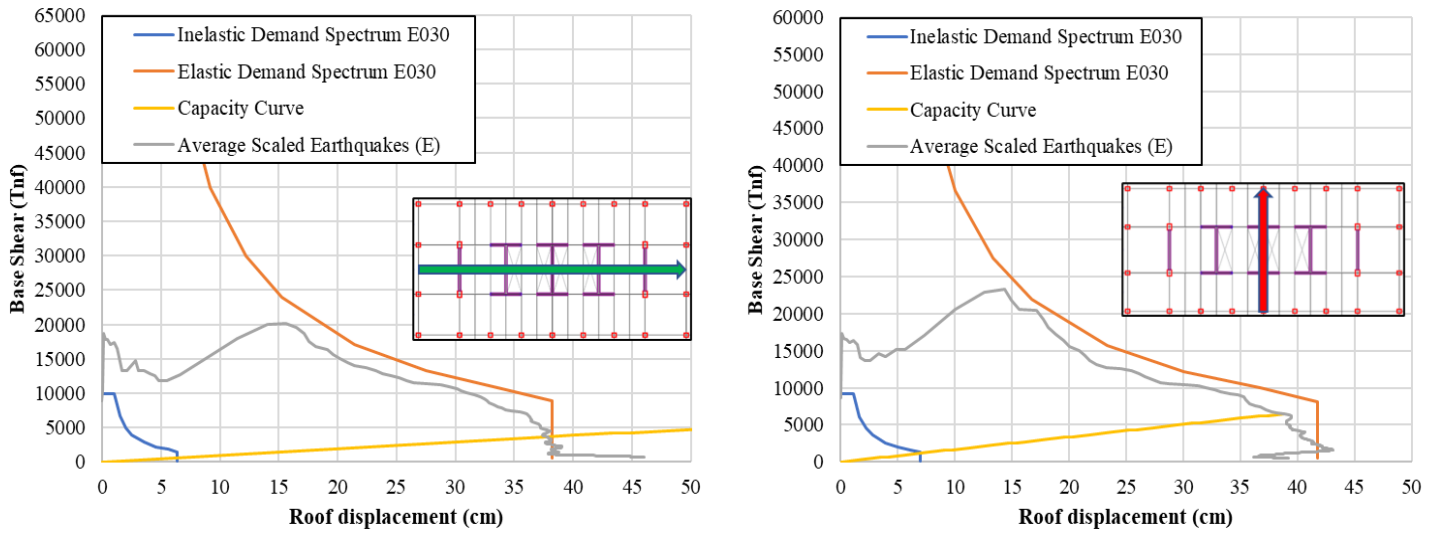 65000
60000
55000
50000
45000
40000
35000
30000
25000
20000
15000
10000
5000
0
Base Shear (Tnf)
Inelastic Demand Spectrum E030
Elastic Demand Spectrum E030
Capacity Curve
Average Scaled Earthquakes (E)
0 5 10 15 20 25 30 35 40 45 50
Roof displacement (cm)
60000
55000
50000
45000
40000
35000
30000
25000
20000
15000
10000
5000
0
Base Shear (Tnf)
Inelastic Demand Spectrum E030
Elastic Demand Spectrum E030
Capacity Curve
Average Scaled Earthquakes (E)
0 5 10 15 20 25 30 35 40 45 50
Roof displacement (cm)